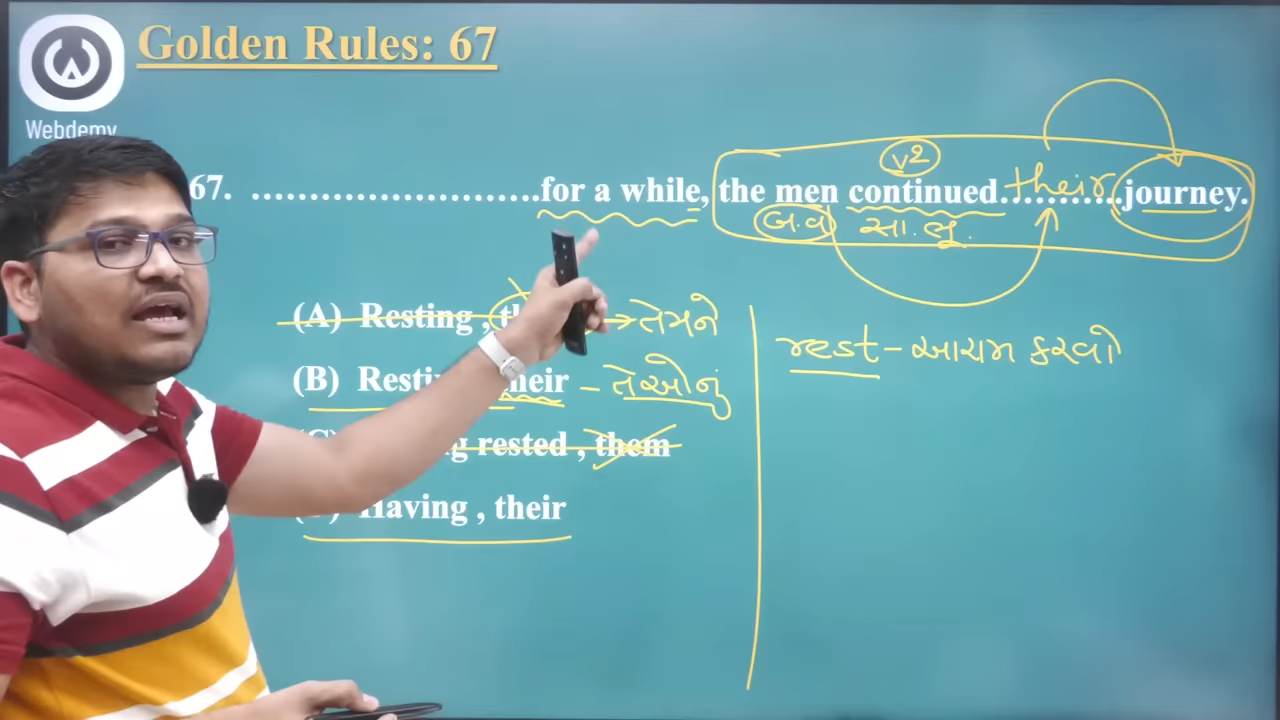 Golden Rules: 67
Webdemy
v2
67. ..............................for a while, the men continued............journey.
their
બ.વ સા.ભૂ.
(A) Resting , → તેમને
(B) their – તેઓનું
rested , them
Having , their
rest – આરામ કરવો